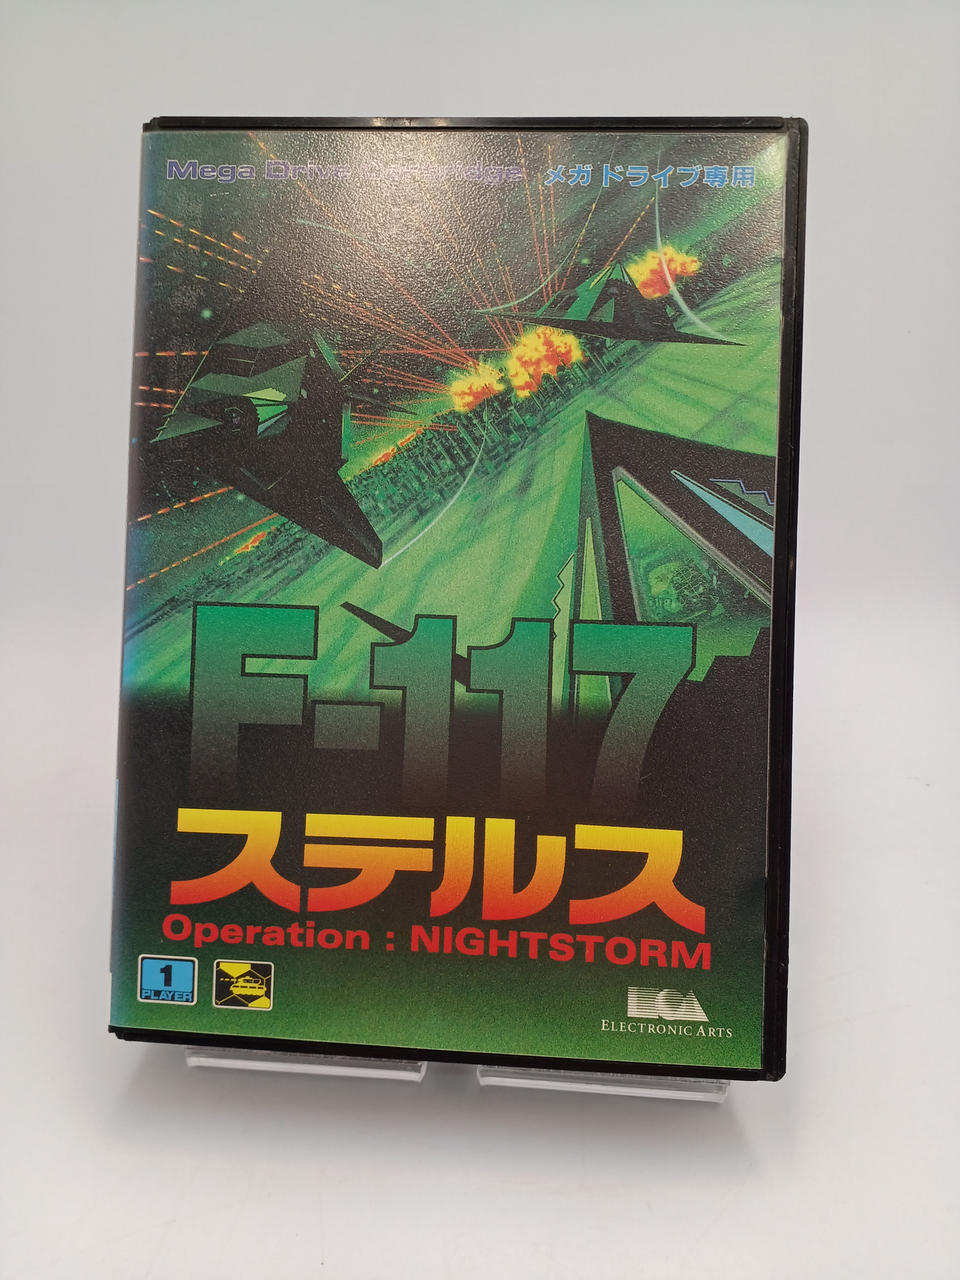 Mega Drive Cartridge メガドライブ専用
F-117
ステルス
Operation : NIGHTSTORM
1
PLAYER
EA
ELECTRONIC ARTS